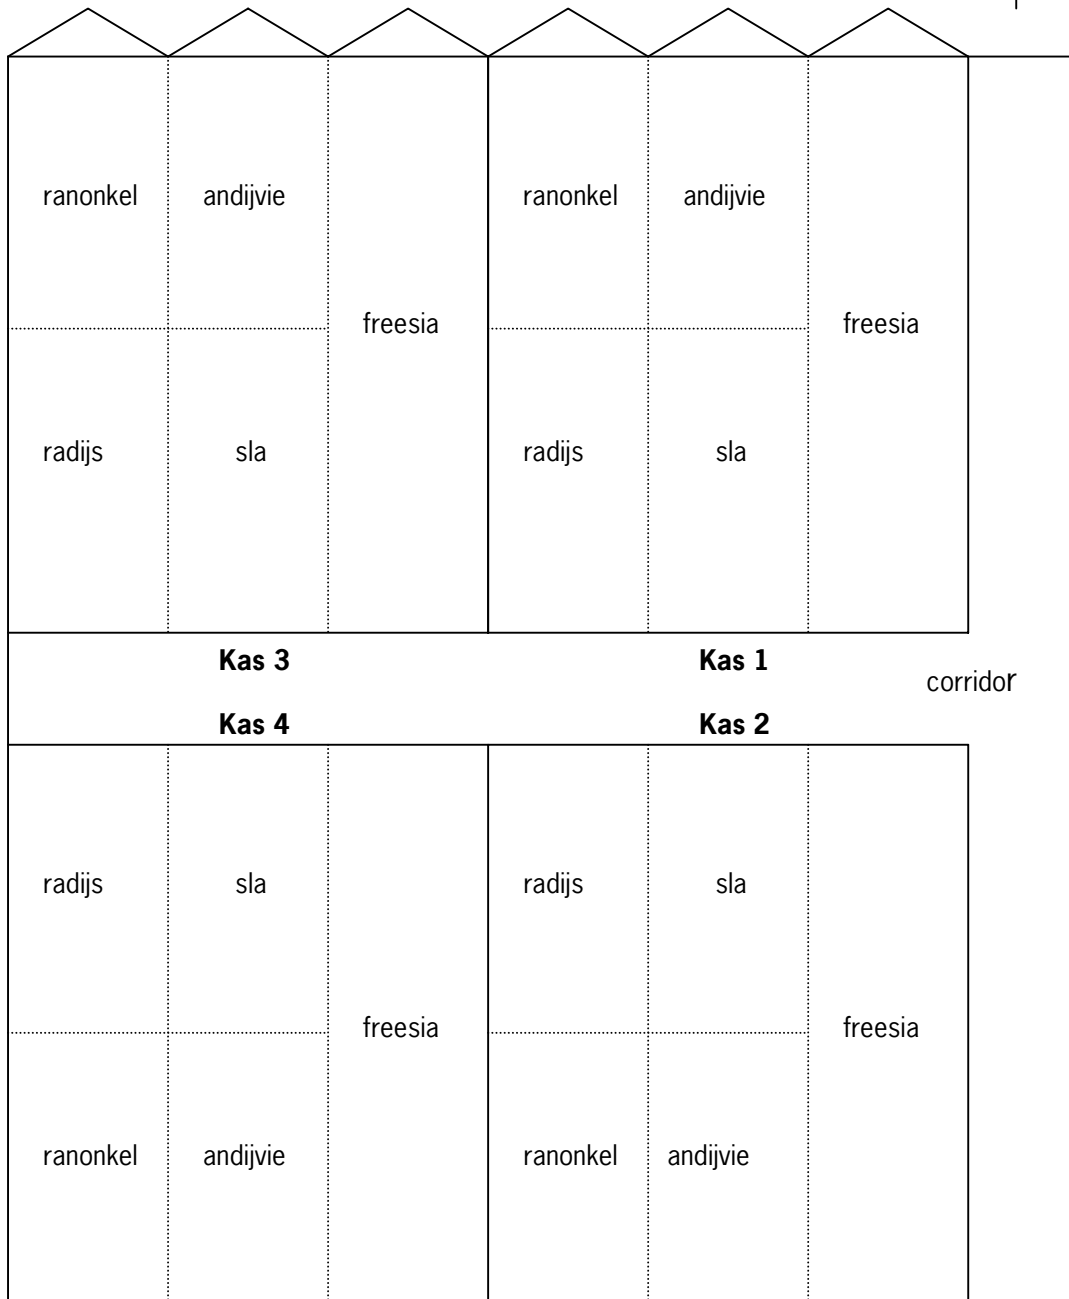 ranonkel andijvie ranonkel andijvie
freesia freesia
radijs sla radijs sla
Kas 3 Kas 1
corridor
Kas 4 Kas 2
radijs sla radijs sla
freesia freesia
ranonkel andijvie ranonkel andijvie